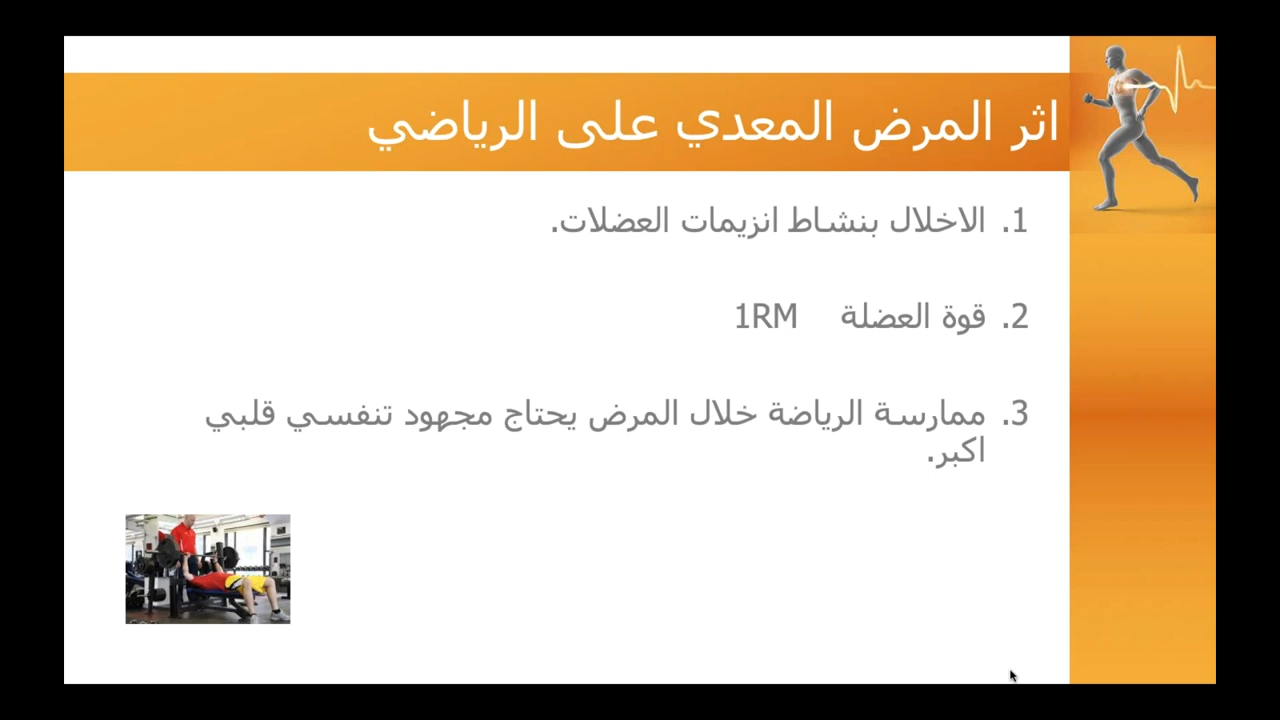 اثر المرض المعدي على الرياضي
1. الاخلال بنشاط انزيمات العضلات.
2. قوة العضلة 1RM
3. ممارسة الرياضة خلال المرض يحتاج مجهود تنفسي قلبي
اكبر.